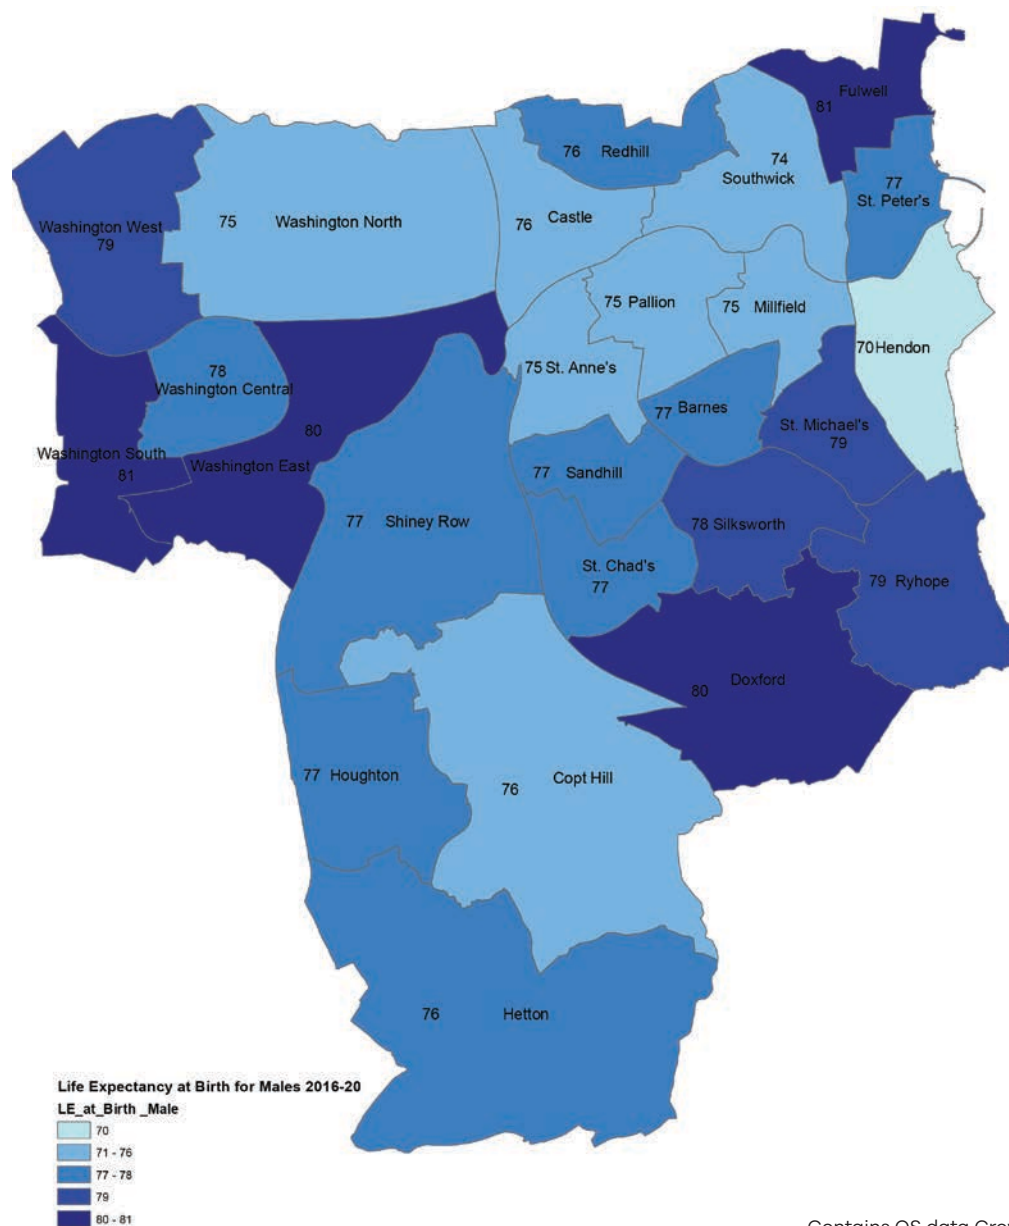 81 Fulwell
76 Redhill
74
Southwick
77
St. Peter's
Washington West
79
75 Washington North
76 Castle
75 Pallion
75 Millfield
70 Hendon
78
Washington Central
75 St. Anne's
77 Barnes
St. Michael's
79
80
Washington South
81
Washington East
77 Sandhill
77 Shiney Row
78 Silksworth
St. Chad's
77
79 Ryhope
80 Doxford
77 Houghton
76 Copt Hill
76 Hetton
Life Expectancy at Birth for Males 2016-20
LE_at_Birth _Male
70
71 - 76
77 - 78
79
80 - 81